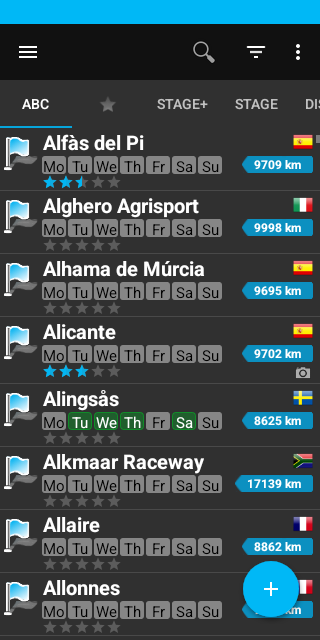 ABC STAGE+ STAGE DIS
Alfàs del Pi
Mo Tu We Th Fr Sa Su 9709 km
Alghero Agrisport
Mo Tu We Th Fr Sa Su 9998 km
Alhama de Múrcia
Mo Tu We Th Fr Sa Su 9695 km
Alicante
Mo Tu We Th Fr Sa Su 9702 km
Alingsås
Mo Tu We Th Fr Sa Su 8625 km
Alkmaar Raceway
Mo Tu We Th Fr Sa Su 17139 km
Allaire
Mo Tu We Th Fr Sa Su 8862 km
Allonnes
Mo Tu We Th Fr Sa Su